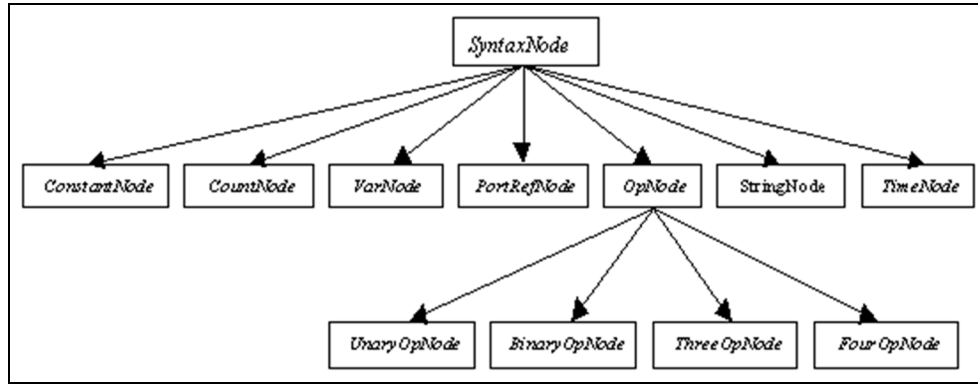 SyntaxNode
ConstantNode CountNode VarNode PortRefNode OpNode StringNode TimeNode
UnaryOpNode BinaryOpNode ThreeOpNode FourOpNode